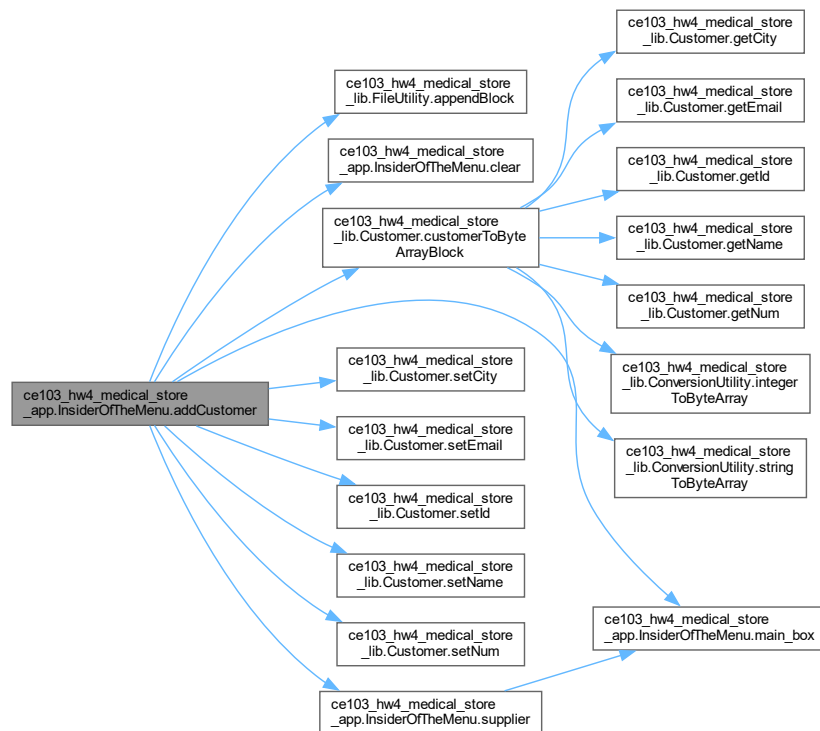 ce103_hw4_medical_store
_app.InsiderOfTheMenu.addCustomer
ce103_hw4_medical_store
_lib.FileUtility.appendBlock
ce103_hw4_medical_store
_app.InsiderOfTheMenu.clear
ce103_hw4_medical_store
_lib.Customer.customerToByte
ArrayBlock
ce103_hw4_medical_store
_lib.Customer.setCity
ce103_hw4_medical_store
_lib.Customer.setEmail
ce103_hw4_medical_store
_lib.Customer.setId
ce103_hw4_medical_store
_lib.Customer.setName
ce103_hw4_medical_store
_lib.Customer.setNum
ce103_hw4_medical_store
_app.InsiderOfTheMenu.supplier
ce103_hw4_medical_store
_lib.Customer.getCity
ce103_hw4_medical_store
_lib.Customer.getEmail
ce103_hw4_medical_store
_lib.Customer.getId
ce103_hw4_medical_store
_lib.Customer.getName
ce103_hw4_medical_store
_lib.Customer.getNum
ce103_hw4_medical_store
_lib.ConversionUtility.integer
ToByteArray
ce103_hw4_medical_store
_lib.ConversionUtility.string
ToByteArray
ce103_hw4_medical_store
_app.InsiderOfTheMenu.main_box